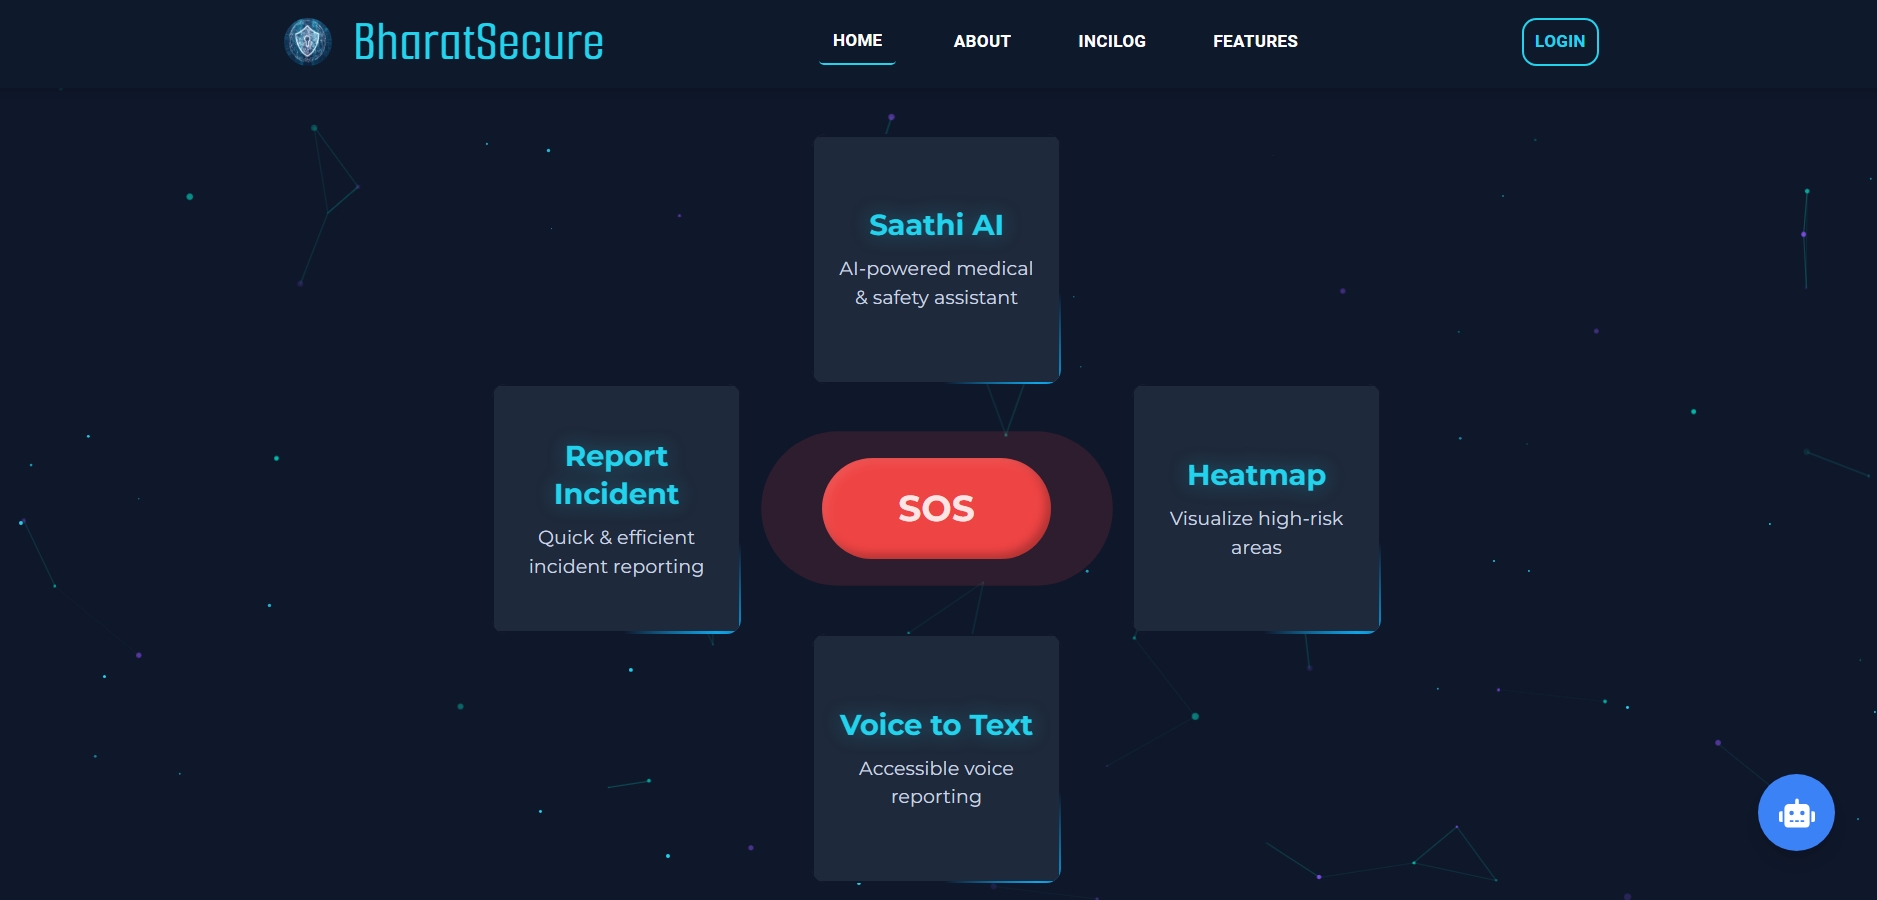 BharatSecure
HOME
ABOUT
INCILOG
FEATURES
LOGIN
Saathi AI
AI-powered medical
& safety assistant
Report
Incident
Quick & efficient
incident reporting
SOS
Heatmap
Visualize high-risk
areas
Voice to Text
Accessible voice
reporting